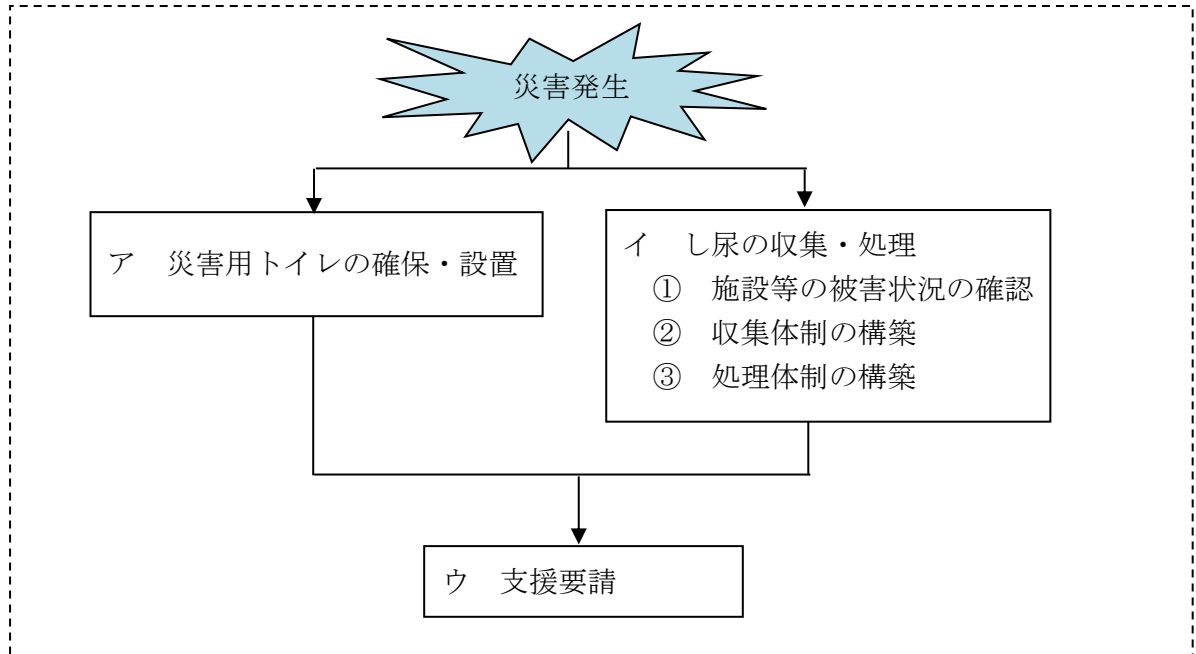 災害発生
ア 災害用トイレの確保・設置
イ し尿の収集・処理
① 施設等の被害状況の確認
② 収集体制の構築
③ 処理体制の構築
ウ 支援要請